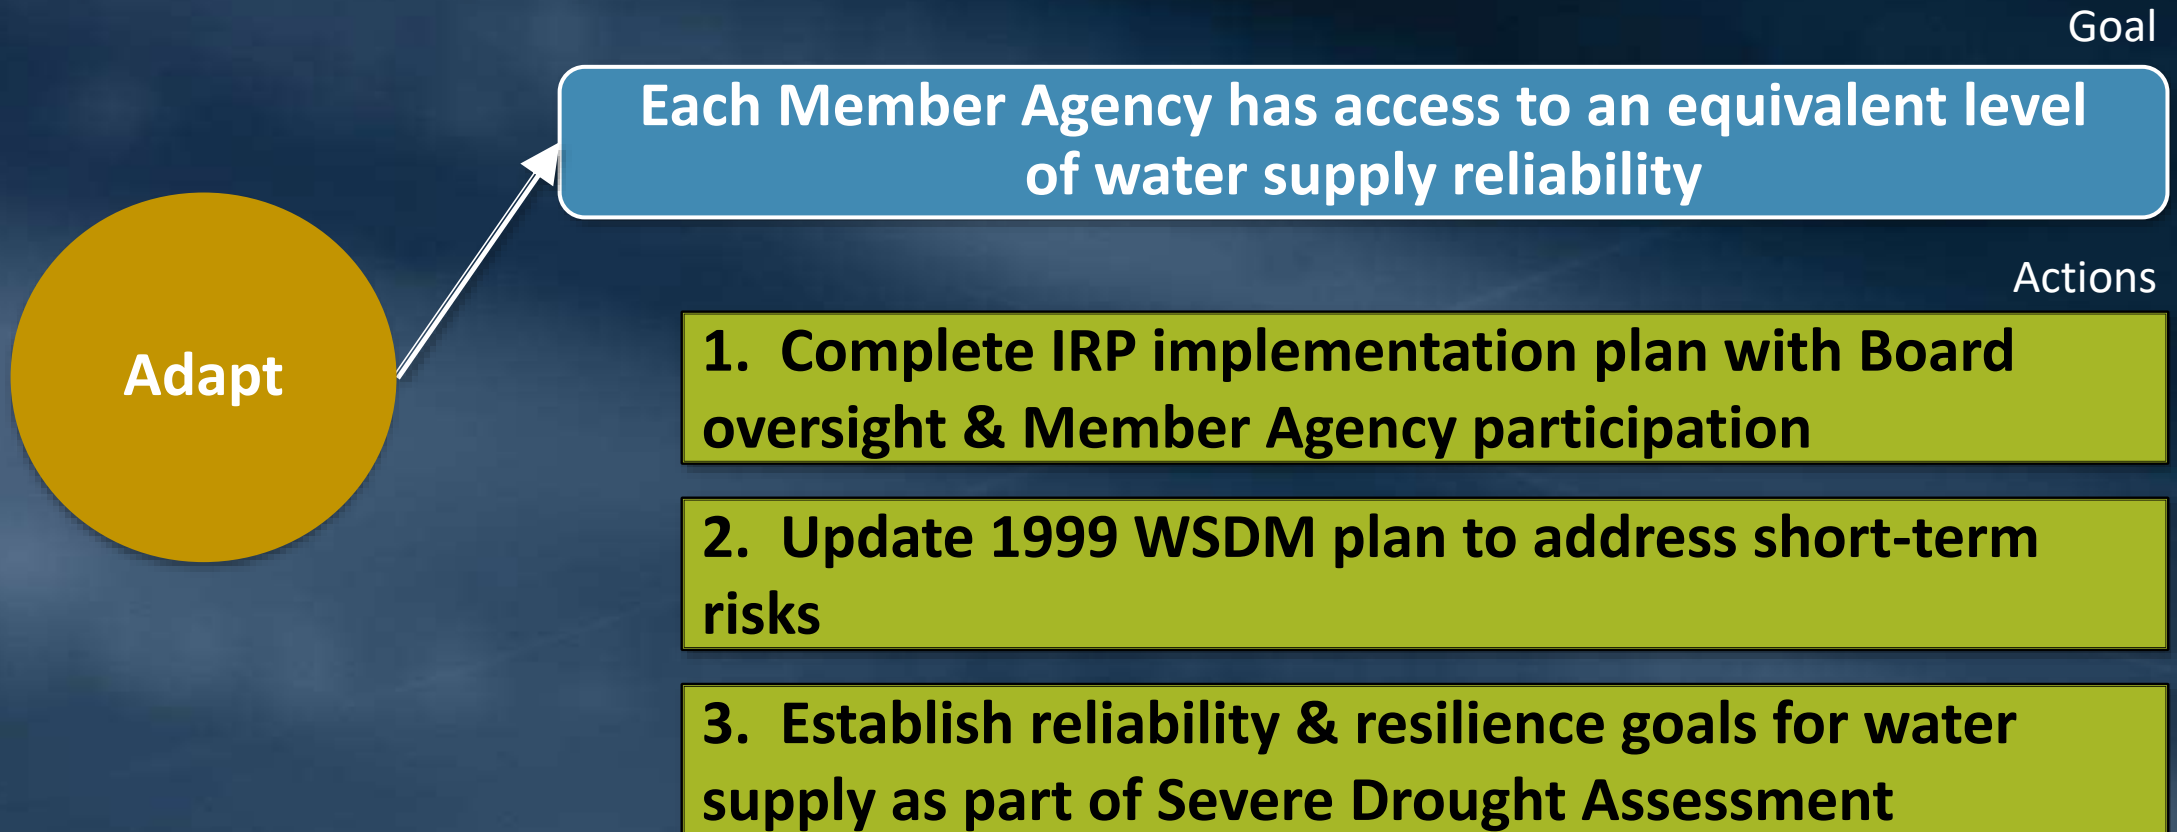 Goal
Each Member Agency has access to an equivalent level
of water supply reliability
Adapt
Actions
1. Complete IRP implementation plan with Board
oversight & Member Agency participation
2. Update 1999 WSDM plan to address short-term
risks
3. Establish reliability & resilience goals for water
supply as part of Severe Drought Assessment